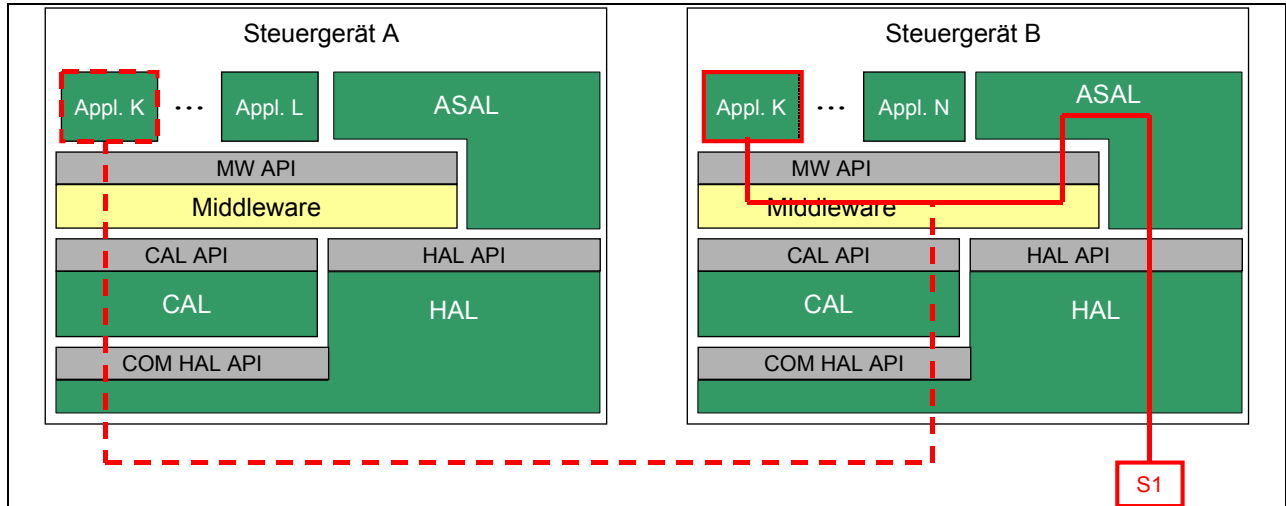 Steuergerät A
Appl. K
...
Appl. L
ASAL
MW API
Middleware
CAL API
HAL API
CAL
HAL
COM HAL API
Steuergerät B
Appl. K
...
Appl. N
ASAL
MW API
Middleware
CAL API
HAL API
CAL
HAL
COM HAL API
S1